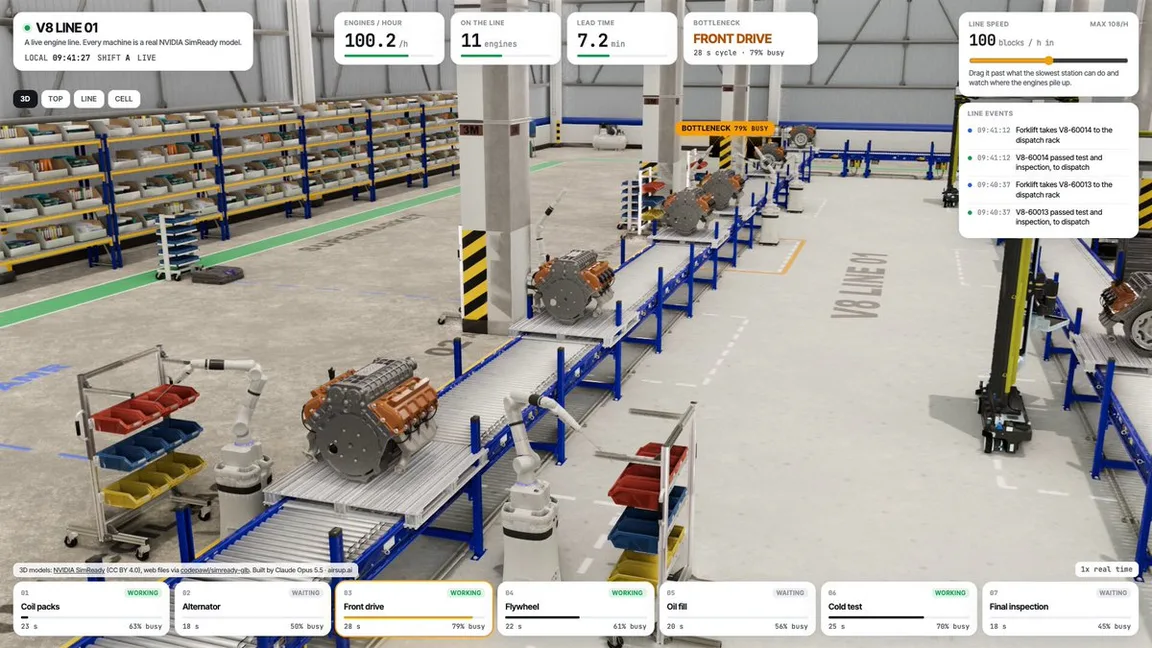 V8 LINE 01
A live engine line. Every machine is a real NVIDIA SimReady model.
LOCAL 09:41:27 SHIFT A LIVE
ENGINES / HOUR
100.2 /h
ON THE LINE
11 engines
LEAD TIME
7.2 min
BOTTLENECK
FRONT DRIVE
28 s cycle · 79% busy
LINE SPEED
MAX 108/H
100 blocks / h in
Drag it past what the slowest station can do and
watch where the engines pile up.
3D
TOP
LINE
CELL
LINE EVENTS
09:41:12 Forklift takes V8-60014 to the
dispatch rack
09:41:12 V8-60014 passed test and
inspection, to dispatch
09:40:37 Forklift takes V8-60013 to the
dispatch rack
09:40:37 V8-60013 passed test and
inspection, to dispatch
BOTTLENECK 79% BUSY
3M
V8 LINE 01
02
3D models: NVIDIA SimReady (CC BY 4.0), web files via codepawl/simready-glb. Built by Claude Opus 5.5 · airsup.ai
1x real time
01 WORKING
Coil packs
23 s 63% busy
02 WAITING
Alternator
18 s 50% busy
03 WORKING
Front drive
28 s 79% busy
04 WORKING
Flywheel
22 s 61% busy
05 WAITING
Oil fill
20 s 56% busy
06 WORKING
Cold test
25 s 70% busy
07 WAITING
Final inspection
18 s 45% busy